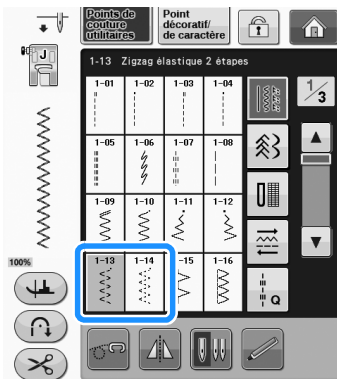 Points de
couture
utilitaires
Point
décoratif/
de caractère
J
1-13 Zigzag élastique 2 étapes
1-01 1-02 1-03 1-04
1/3
1-05 1-06 1-07 1-08
1-09 1-10 1-11 1-12
100%
1-13 1-14 -15 1-16
Q